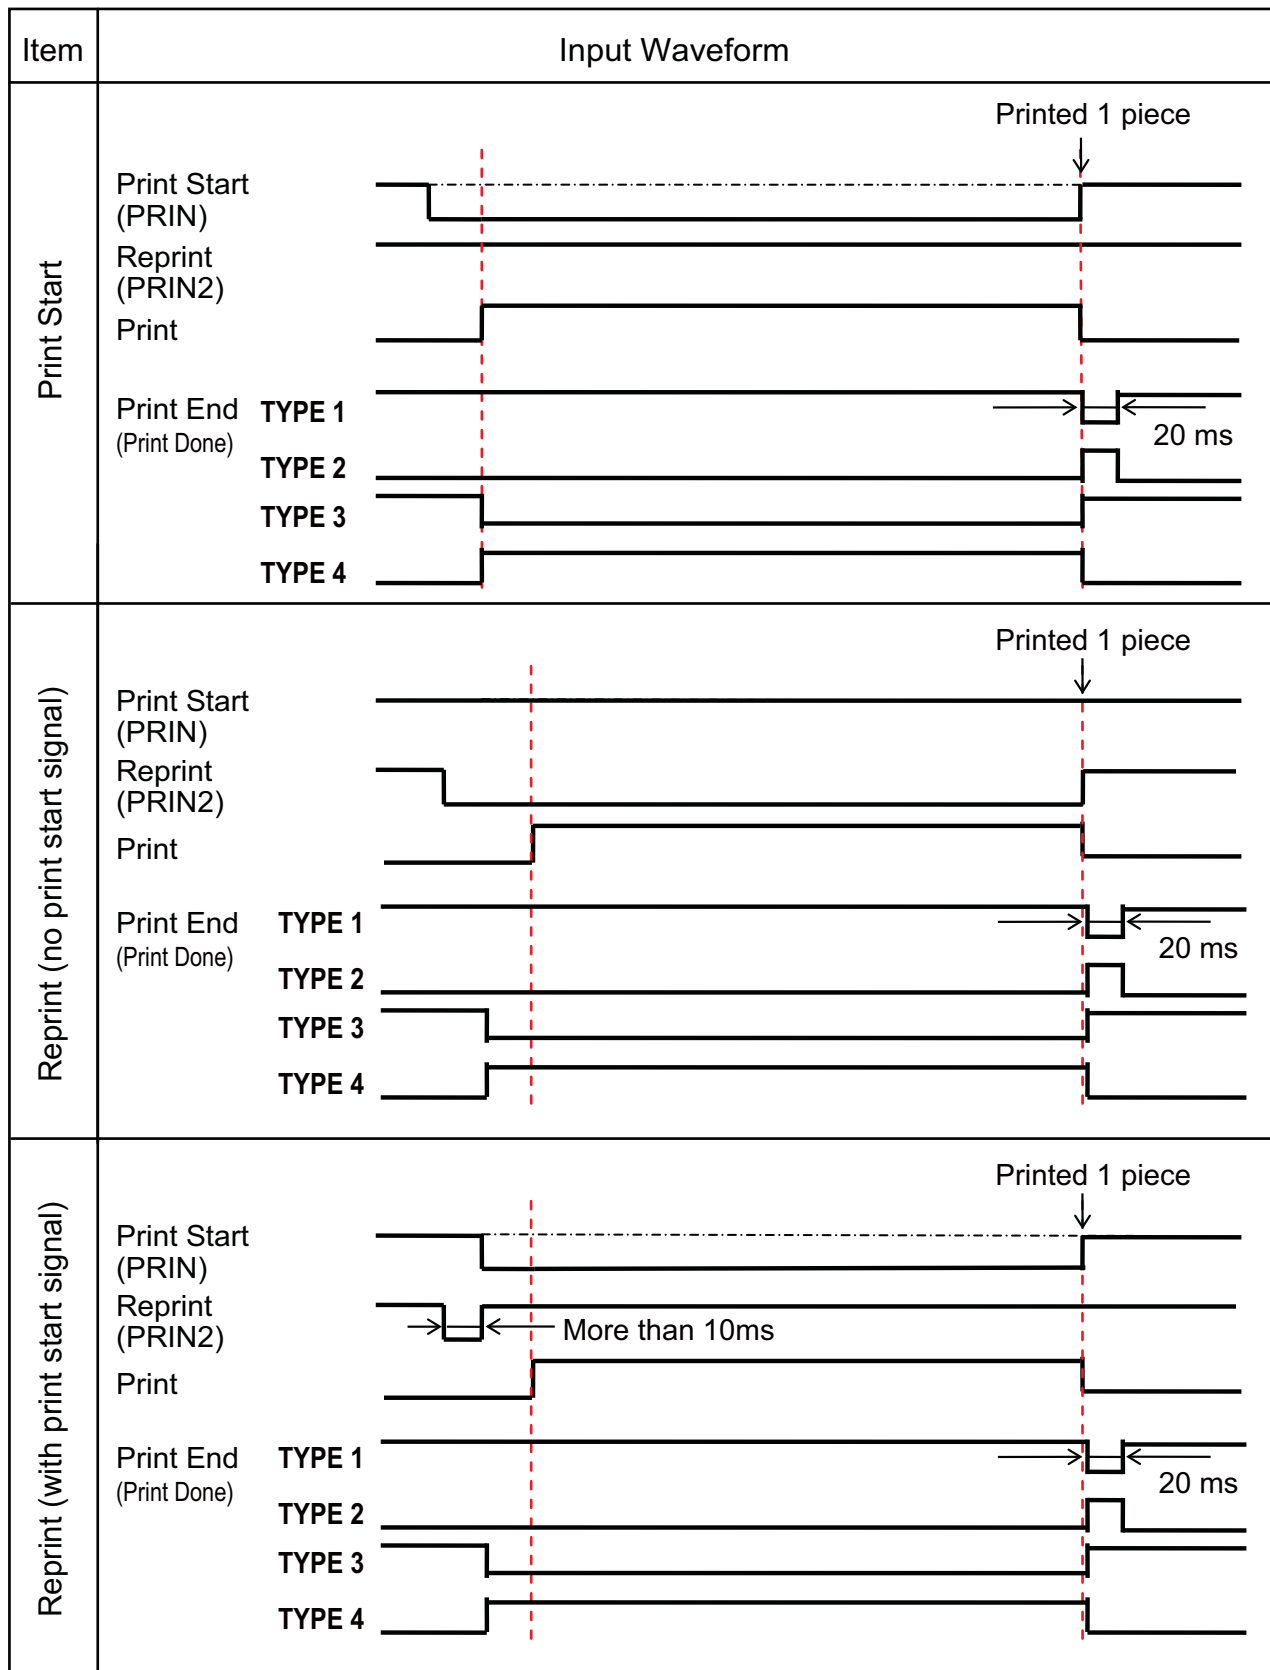 Item
Input Waveform
Print Start
Printed 1 piece
Print Start
(PRIN)
Reprint
(PRIN2)
Print
Print End TYPE 1
(Print Done)
20 ms
TYPE 2
TYPE 3
TYPE 4
Reprint (no print start signal)
Printed 1 piece
Print Start
(PRIN)
Reprint
(PRIN2)
Print
Print End TYPE 1
(Print Done)
20 ms
TYPE 2
TYPE 3
TYPE 4
Reprint (with print start signal)
Printed 1 piece
Print Start
(PRIN)
Reprint
(PRIN2)
More than 10ms
Print
Print End TYPE 1
(Print Done)
20 ms
TYPE 2
TYPE 3
TYPE 4